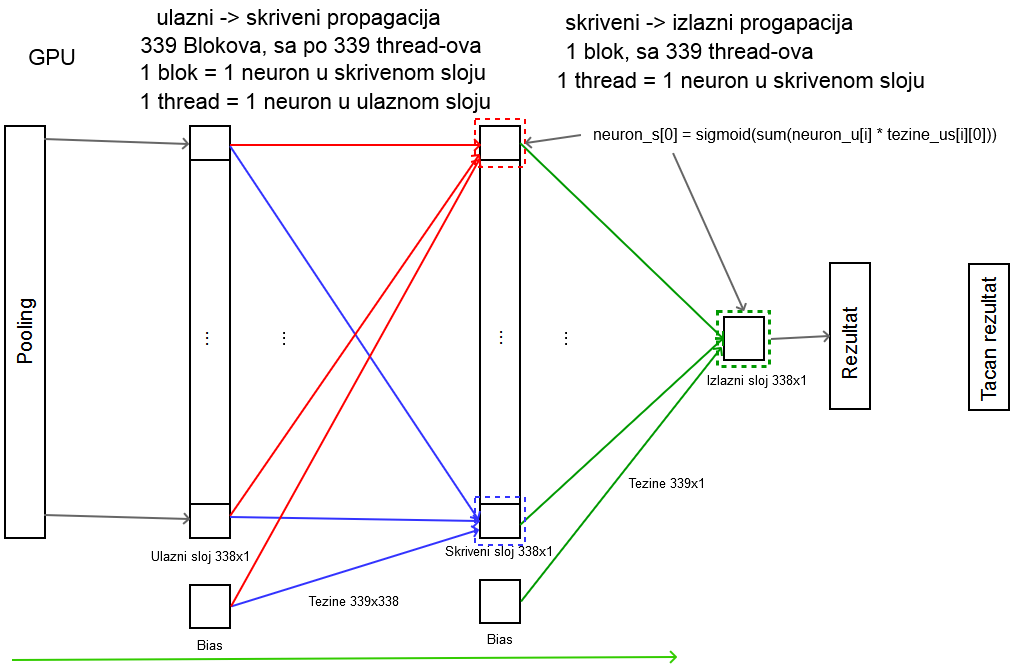 GPU
ulazni -> skriveni propagacija
339 Blokova, sa po 339 thread-ova
1 blok = 1 neuron u skrivenom sloju
1 thread = 1 neuron u ulaznom sloju
skriveni -> izlazni progapacija
1 blok, sa 339 thread-ova
1 thread = 1 neuron u skrivenom sloju
neuron_s[0] = sigmoid(sum(neuron_u[i] * tezine_us[i][0]))
Pooling
...
...
...
...
Rezultat
Tacan rezultat
Izlazni sloj 338x1
Tezine 339x1
Ulazni sloj 338x1
Skriveni sloj 338x1
Tezine 339x338
Bias
Bias